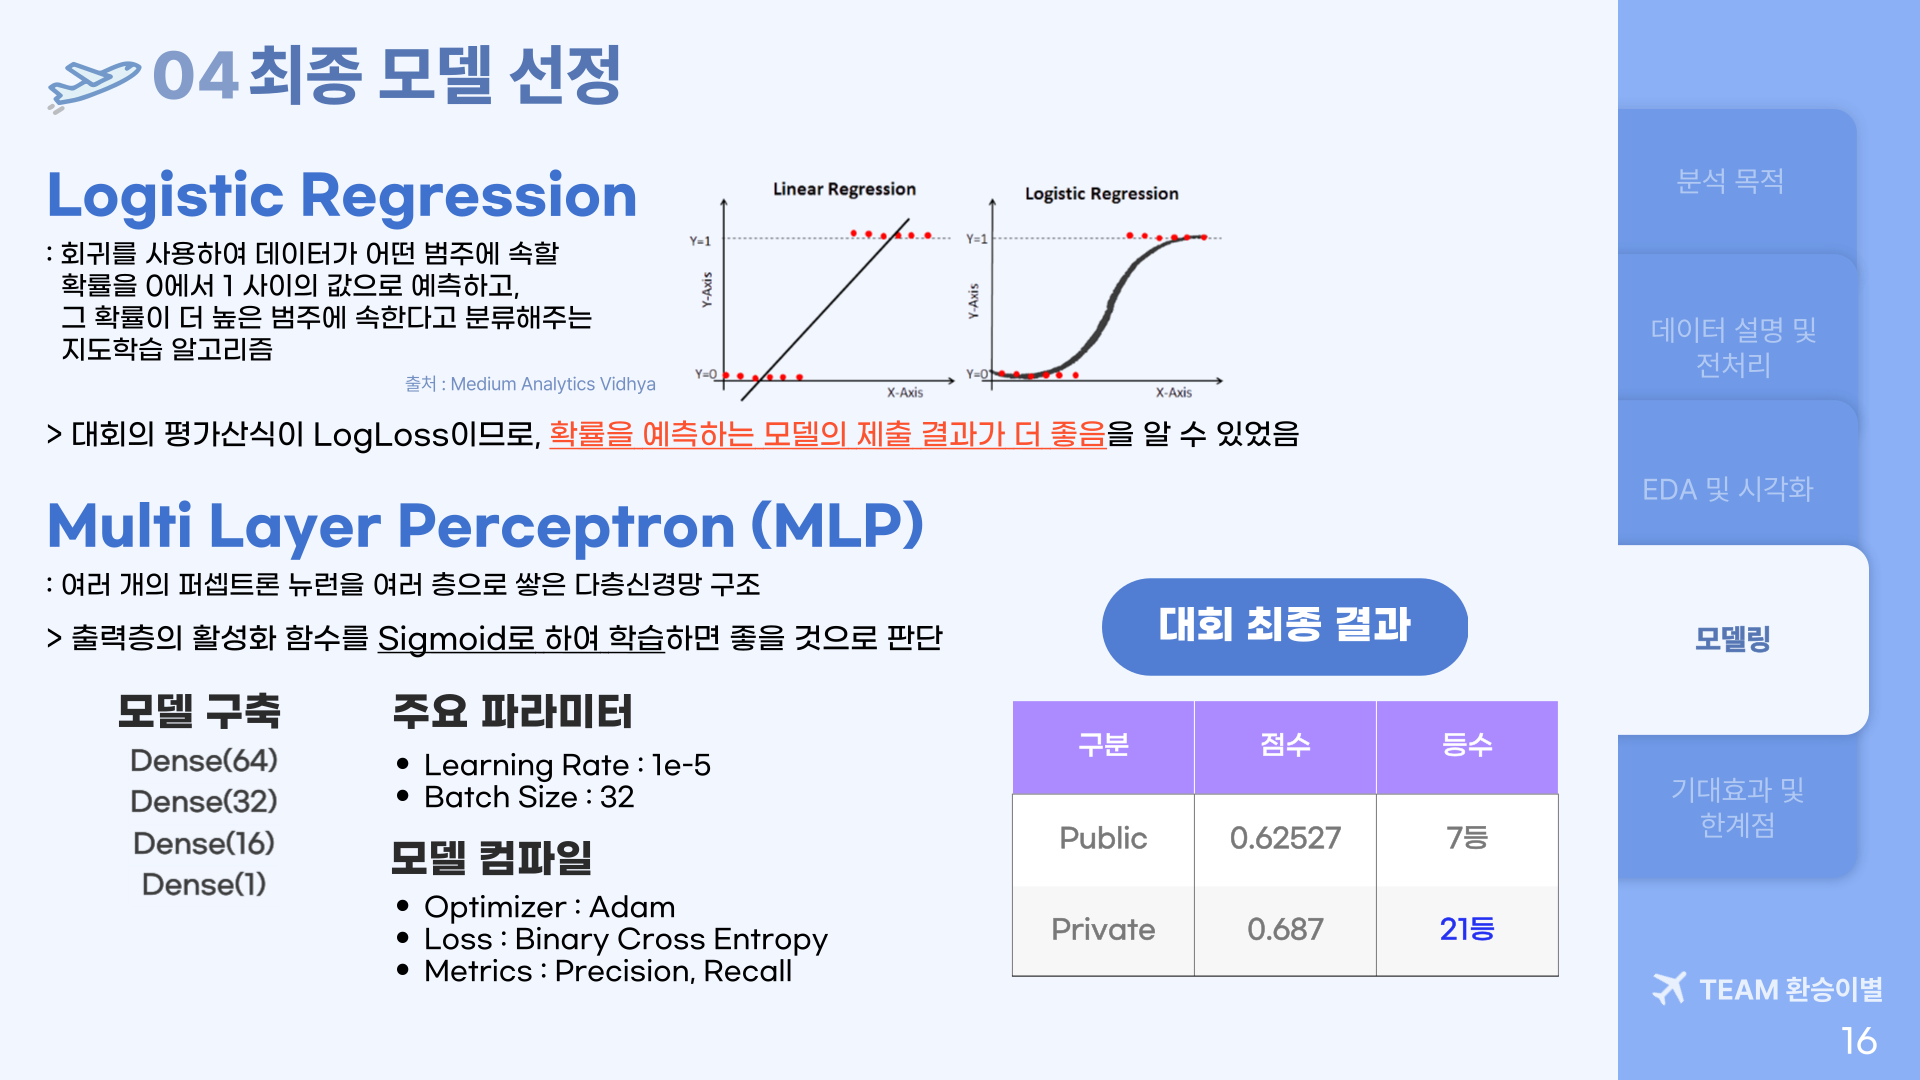 04 최종 모델 선정
Logistic Regression
: 회귀를 사용하여 데이터가 어떤 범주에 속할
확률을 0에서 1 사이의 값으로 예측하고,
그 확률이 더 높은 범주에 속한다고 분류해주는
지도학습 알고리즘
출처 : Medium Analytics Vidhya
Linear Regression
Y=1
Y-Axis
Y=0
X-Axis
Logistic Regression
Y=1
Y-Axis
Y=0
X-Axis
> 대회의 평가산식이 LogLoss이므로, 확률을 예측하는 모델의 제출 결과가 더 좋음을 알 수 있었음
Multi Layer Perceptron (MLP)
: 여러 개의 퍼셉트론 뉴런을 여러 층으로 쌓은 다층신경망 구조
> 출력층의 활성화 함수를 Sigmoid로 하여 학습하면 좋을 것으로 판단
모델 구축
Dense(64)
Dense(32)
Dense(16)
Dense(1)
주요 파라미터
• Learning Rate : 1e-5
• Batch Size : 32
모델 컴파일
• Optimizer : Adam
• Loss : Binary Cross Entropy
• Metrics : Precision, Recall
대회 최종 결과
구분 점수 등수
Public 0.62527 7등
Private 0.687 21등
분석 목적
데이터 설명 및
전처리
EDA 및 시각화
모델링
기대효과 및
한계점
TEAM 환승이별
16